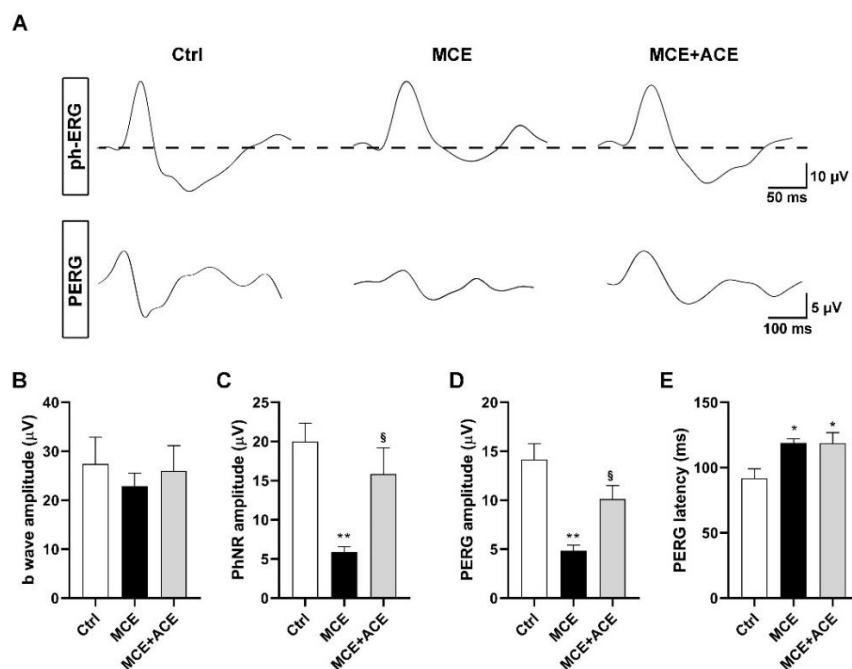 A
Ctrl
MCE
MCE+ACE
ph-ERG
10 µV
50 ms
PERG
5 µV
100 ms
B
b wave amplitude (µV)
40
30
20
10
0
Ctrl
MCE
MCE+ACE
C
PhNR amplitude (µV)
25
20
15
10
5
0
**
§
Ctrl
MCE
MCE+ACE
D
PERG amplitude (µV)
20
15
10
5
0
**
§
Ctrl
MCE
MCE+ACE
E
PERG latency (ms)
150
100
50
0
*
*
Ctrl
MCE
MCE+ACE